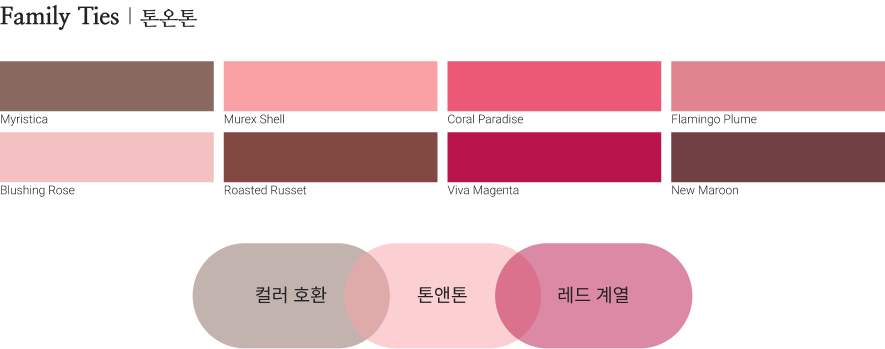 Family Ties | 톤온톤
Myristica
Murex Shell
Coral Paradise
Flamingo Plume
Blushing Rose
Roasted Russet
Viva Magenta
New Maroon
컬러 호환
톤앤톤
레드 계열